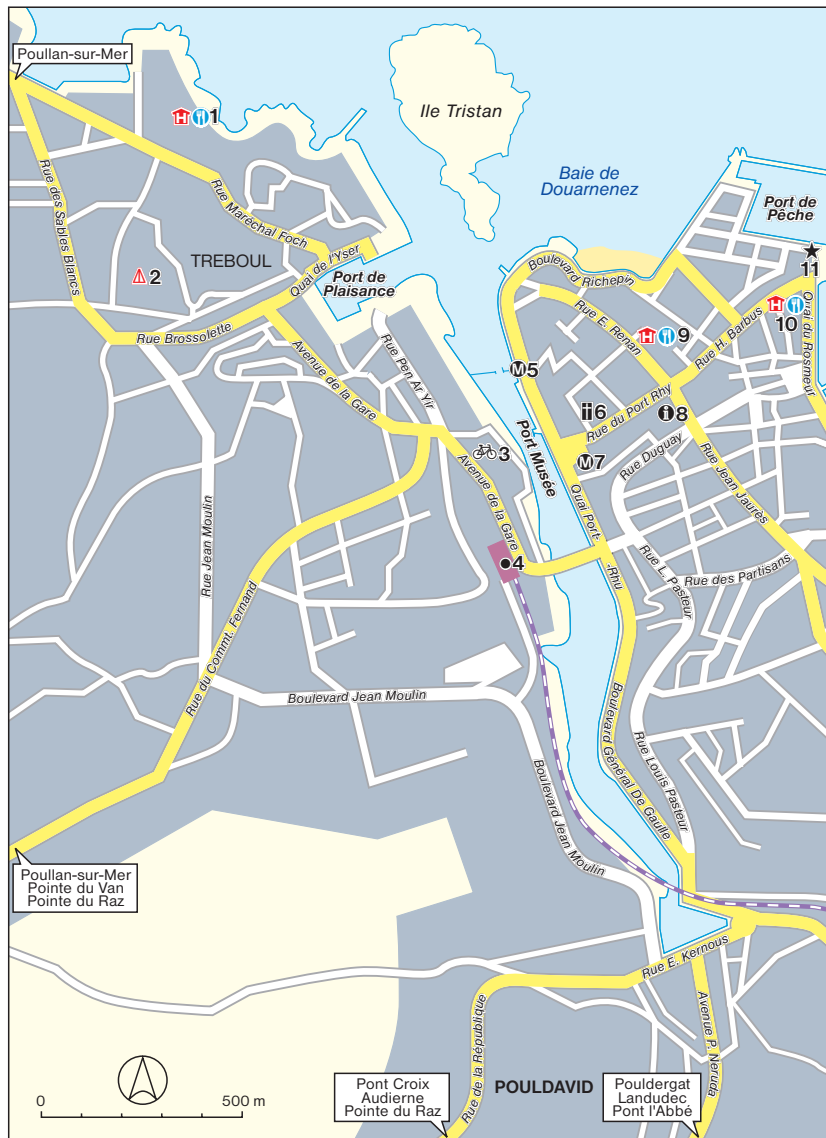 Poullan-sur-Mer
Ile Tristan
H 1
Baie de
Douarnenez
Port de
Pêche
Rue des Sables Blancs
Rue Maréchal Foch
TREBOUL
Quai de l'Yser
Boulevard Richepin
11
2
Port de
Plaisance
Rue E. Renan
H 9
H
10
Rue H. Barbus
Quai du Rosmeur
Rue Brossolette
Avenue de la Gare
Rue Pen Ar Yir
M 5
6
Rue du Port Rhy
i 8
3
Port Musée
M 7
Rue Duguay
Avenue de la Gare
Quai Port-
-Rhu
Rue Jean Jaurès
Rue Jean Moulin
4
Rue L. Pasteur
Rue des Partisans
Rue du Commt. Fernand
Boulevard Jean Moulin
Boulevard Général De Gaulle
Rue Louis Pasteur
Boulevard Jean Moulin
Poullan-sur-Mer
Pointe du Van
Pointe du Raz
Rue E. Kernous
Rue de la République
Avenue P. Neruda
0 500 m
Pont Croix
Audierne
Pointe du Raz
POULDAVID
Pouldergat
Landudec
Pont l'Abbé